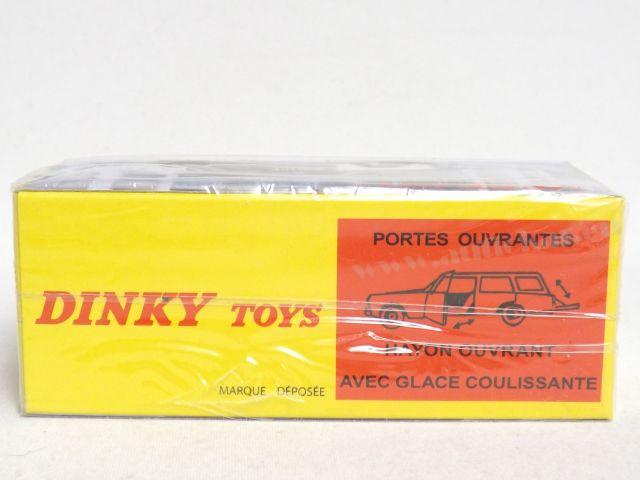 DINKY TOYS
MARQUE DÉPOSÉE
PORTES OUVRANTES
HAYON OUVRANT
AVEC GLACE COULISSANTE